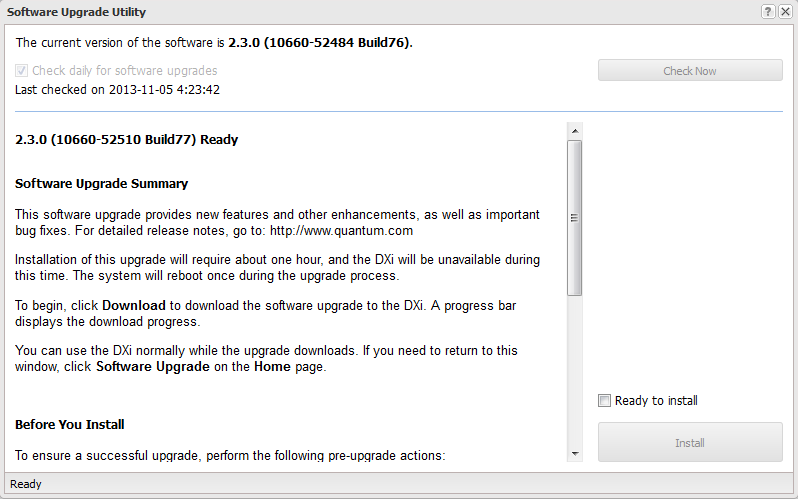 Software Upgrade Utility
The current version of the software is 2.3.0 (10660-52484 Build76).
Check daily for software upgrades
Check Now
Last checked on 2013-11-05 4:23:42
2.3.0 (10660-52510 Build77) Ready
Software Upgrade Summary
This software upgrade provides new features and other enhancements, as well as important
bug fixes. For detailed release notes, go to: http://www.quantum.com
Installation of this upgrade will require about one hour, and the DXi will be unavailable during
this time. The system will reboot once during the upgrade process.
To begin, click Download to download the software upgrade to the DXi. A progress bar
displays the download progress.
You can use the DXi normally while the upgrade downloads. If you need to return to this
window, click Software Upgrade on the Home page.
Before You Install
To ensure a successful upgrade, perform the following pre-upgrade actions:
Ready to install
Install
Ready